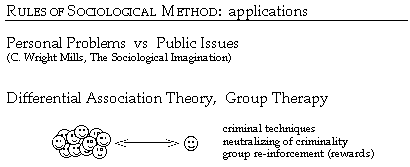 RULES OF SOCIOLOGICAL METHOD: applications
Personal Problems vs Public Issues
(C. Wright Mills, The Sociological Imagination)
Differential Association Theory, Group Therapy
criminal techniques
neutralizing of criminality
group re-inforcement (rewards)